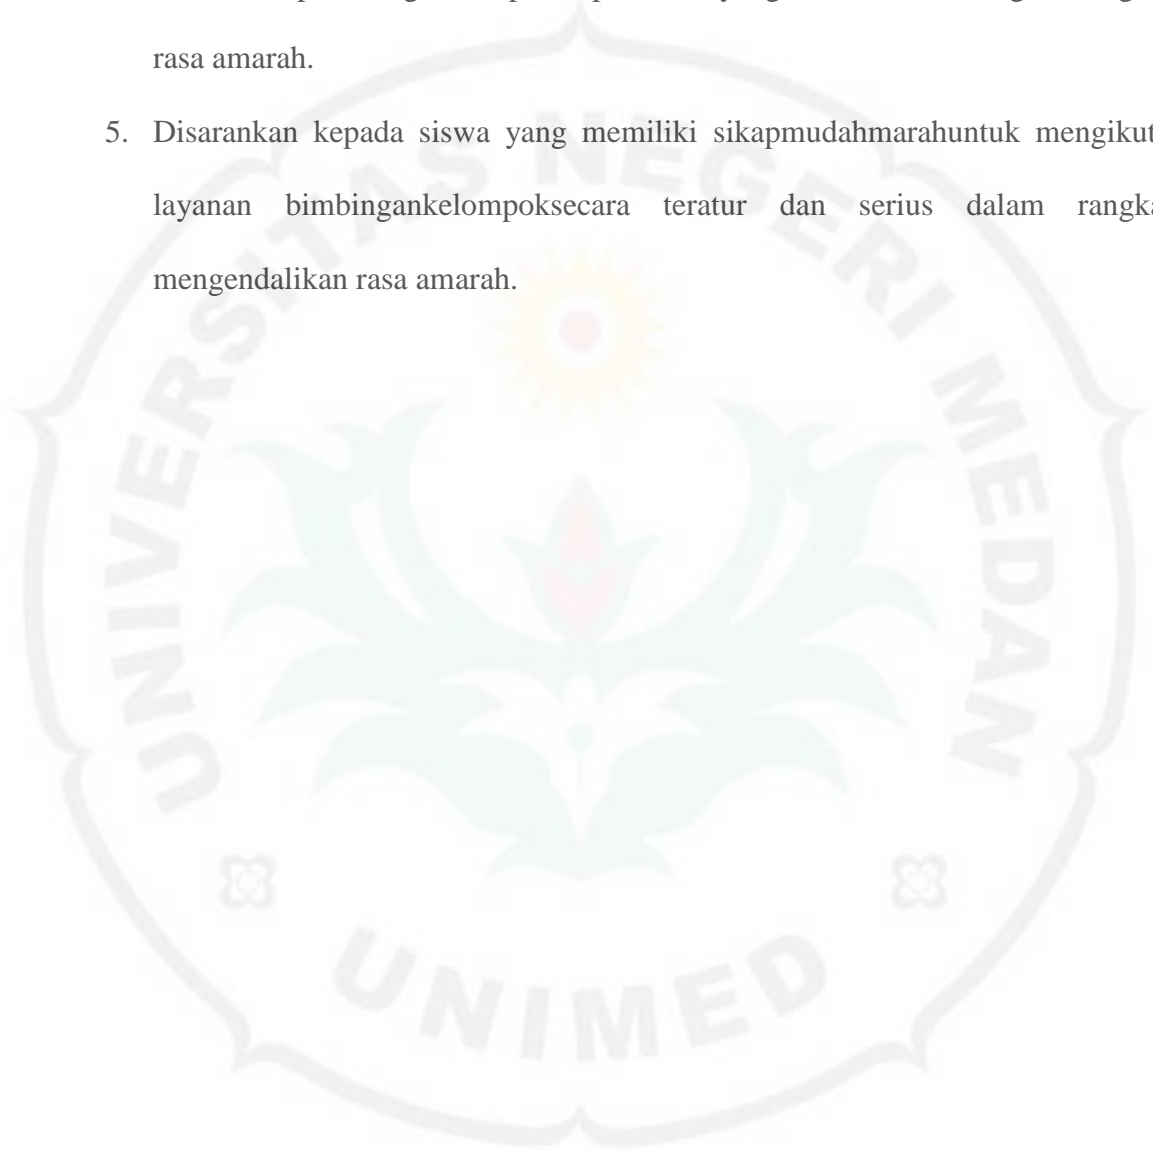 rasa amarah.
5. Disarankan kepada siswa yang memiliki sikapmudahmarahuntuk mengikut
layanan bimbingankelompoksecara teratur dan serius dalam rangka
mengendalikan rasa amarah.
UNIVERSITAS NEGERI MEDAN
UNIMED